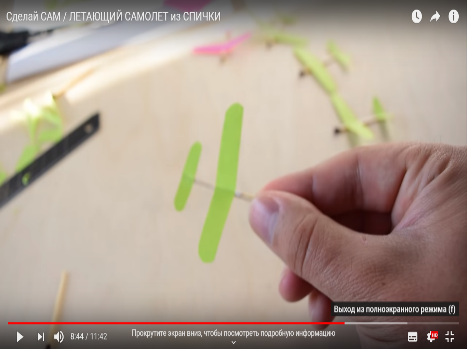 Сделай САМ / ЛЕТАЮЩИЙ САМОЛЕТ из СПИЧКИ
Выход из полноэкранного режима (f)
8:44 / 11:42
Прокрутите экран вниз, чтобы посмотреть подробную информацию
HD